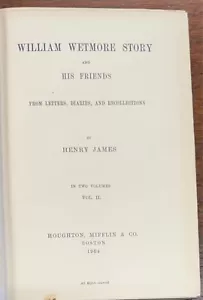 WILLIAM WETMORE STORY
AND
HIS FRIENDS
FROM LETTERS, DIARIES, AND RECOLLECTIONS
BY
HENRY JAMES
IN TWO VOLUMES
VOL. II.
HOUGHTON, MIFFLIN & CO.
BOSTON
1904